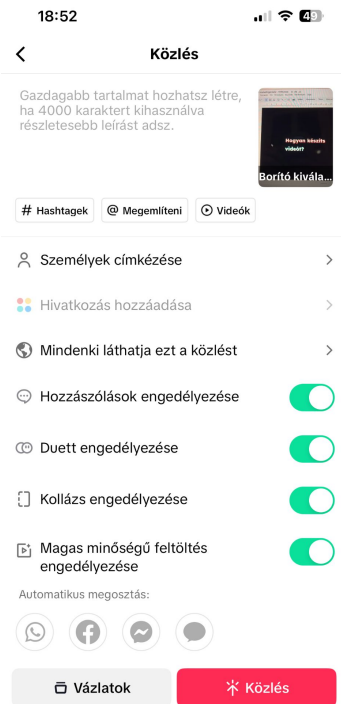 18:52
49
Közlés
Gazdagabb tartalmat hozhatsz létre,
ha 4000 karaktert kihasználva
részletesebb leírást adsz.
Hogyan készíts
videót?
Borító kivála...
# Hashtagek
@ Megemlíteni
Videók
Személyek címkézése
Hivatkozás hozzáadása
Mindenki láthatja ezt a közlést
Hozzászólások engedélyezése
Duett engedélyezése
Kollázs engedélyezése
Magas minőségű feltöltés
engedélyezése
Automatikus megosztás:
Vázlatok
Közlés